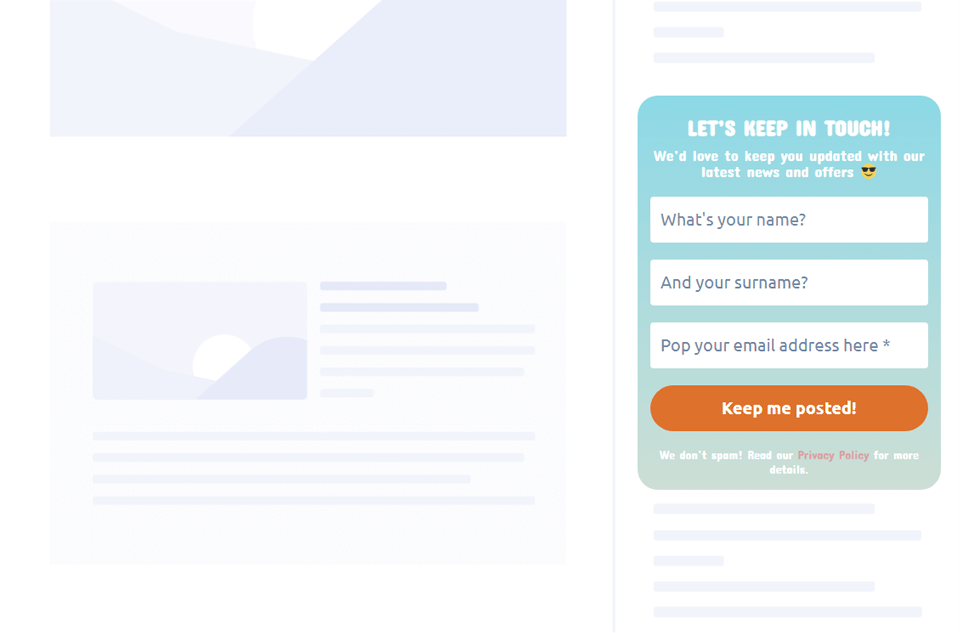 LET'S KEEP IN TOUCH!
We'd love to keep you updated with our
latest news and offers 😎
What's your name?
And your surname?
Pop your email address here *
Keep me posted!
We don't spam! Read our Privacy Policy for more
details.